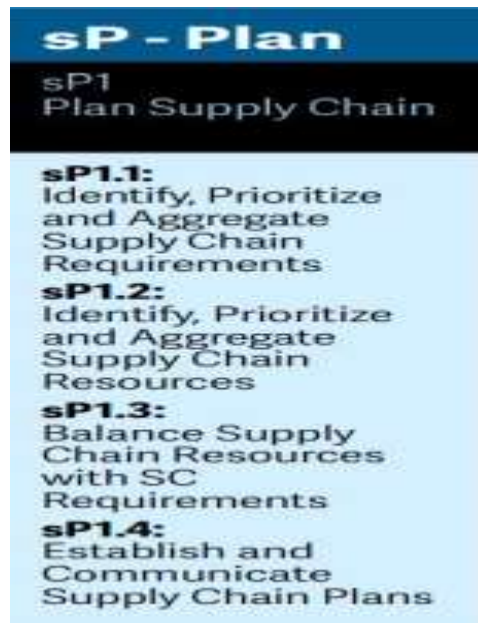 sP - Plan
sP1
Plan Supply Chain
sP1.1:
Identify, Prioritize
and Aggregate
Supply Chain
Requirements
sP1.2:
Identify, Prioritize
and Aggregate
Supply Chain
Resources
sP1.3:
Balance Supply
Chain Resources
with SC
Requirements
sP1.4:
Establish and
Communicate
Supply Chain Plans